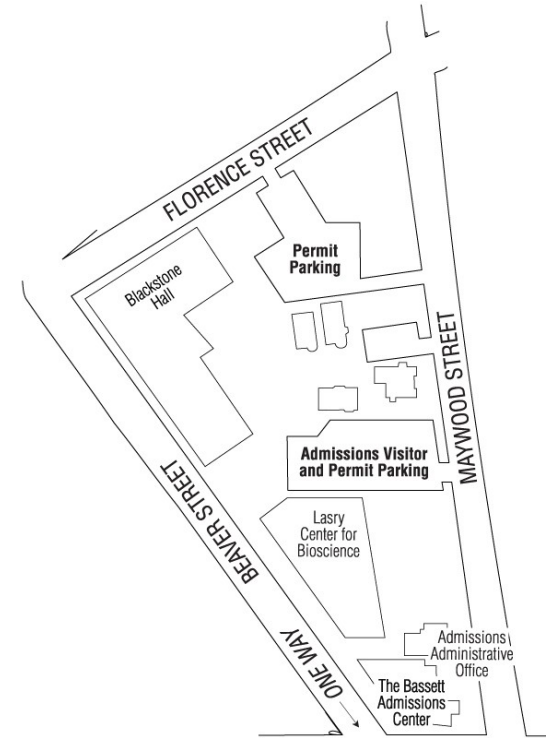 FLORENCE STREET
Permit
Parking
Blackstone
Hall
MAYWOOD STREET
Admissions Visitor
and Permit Parking
BEAVER STREET
Lasry
Center for
Bioscience
ONE WAY
Admissions
Administrative
Office
The Bassett
Admissions
Center